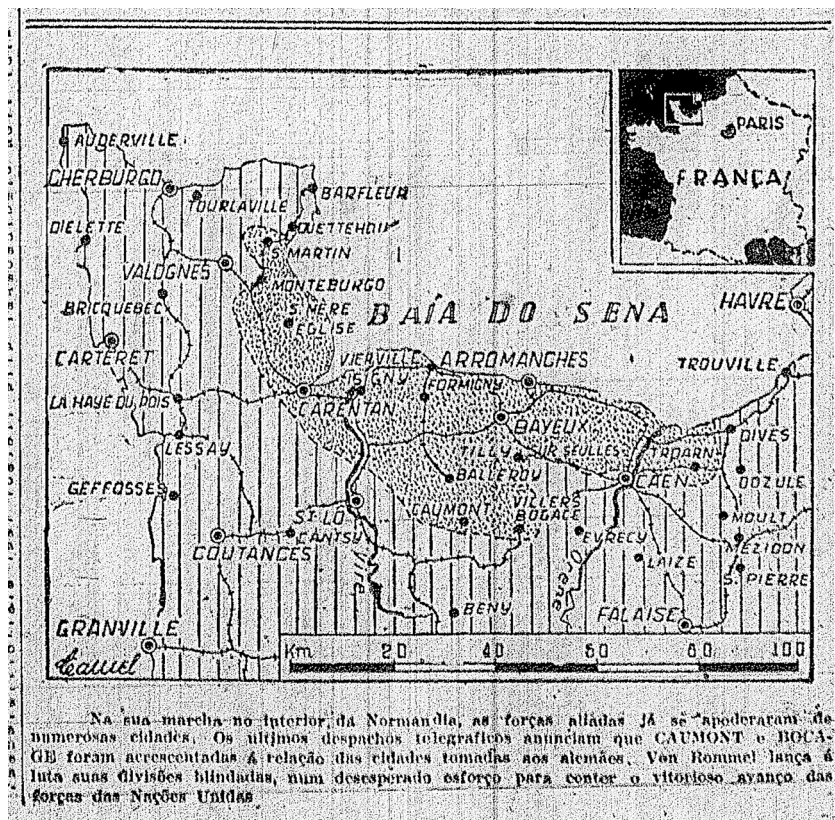 AUDERVILLE
CHERBURGO
TOURLAVILLE
BARFLEUR
DIELETTE
S. MARTIN
VALOGNES
MONTEBURGO
BRICQUEBEC
EGLISE
CARTERET
LA HAYE DU POIS
LESSAY
GEFFOSSES
CARENTAN
VIERVILLE
ISIGNY
FORMIGNY
ARROMANCHES
BAYEUX
TILLY
SUR SEULLES
BALLEROY
CAUMONT
VILLERS
BOCAGE
ST LO
CANISY
COUTANCES
VIRE
BENY
EVRECY
CAEN
TROARN
DIVES
DOZULE
MOULT
MEZIDON
S. PIERRE
LAIZE
FALAISE
GRANVILLE
BAÍA DO SENA
HAVRE
TROUVILLE
PARIS
FRANÇA
Km. 20 40 60 80 100
Na sua marcha no interior da Normandia, as forças aliadas já se apoderaram de
numerosas cidades. Os ultimos despachos telegraficos anunciam que CAUMONT e BOCA-
GE foram acrescentadas á relação das cidades tomadas aos alemães. Von Rommel lança á
luta suas divisões blindadas, num desesperado esforço para conter o vitorioso avanço das
forças das Nações Unidas